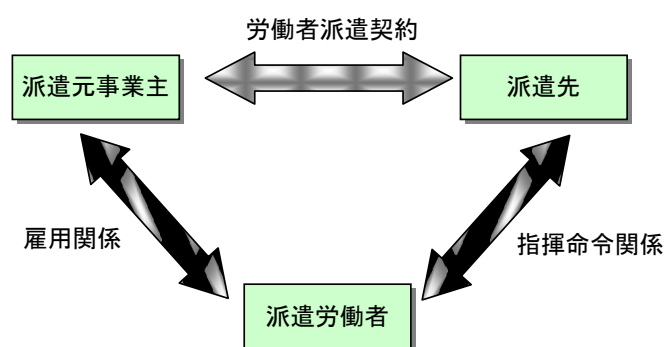 労働者派遣契約
派遣元事業主
派遣先
雇用関係
指揮命令関係
派遣労働者